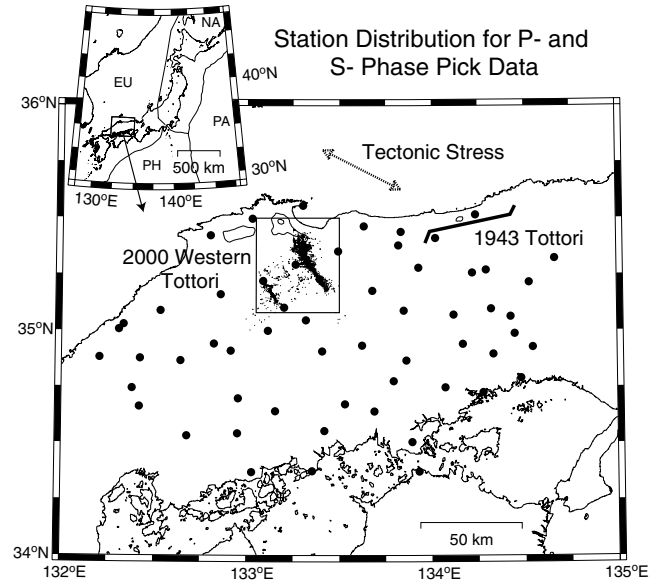 Station Distribution for P- and
S- Phase Pick Data
NA
EU
PA
PH
500 km
40°N
30°N
130°E
140°E
36°N
Tectonic Stress
2000 Western
Tottori
1943 Tottori
35°N
50 km
34°N
132°E
133°E
134°E
135°E